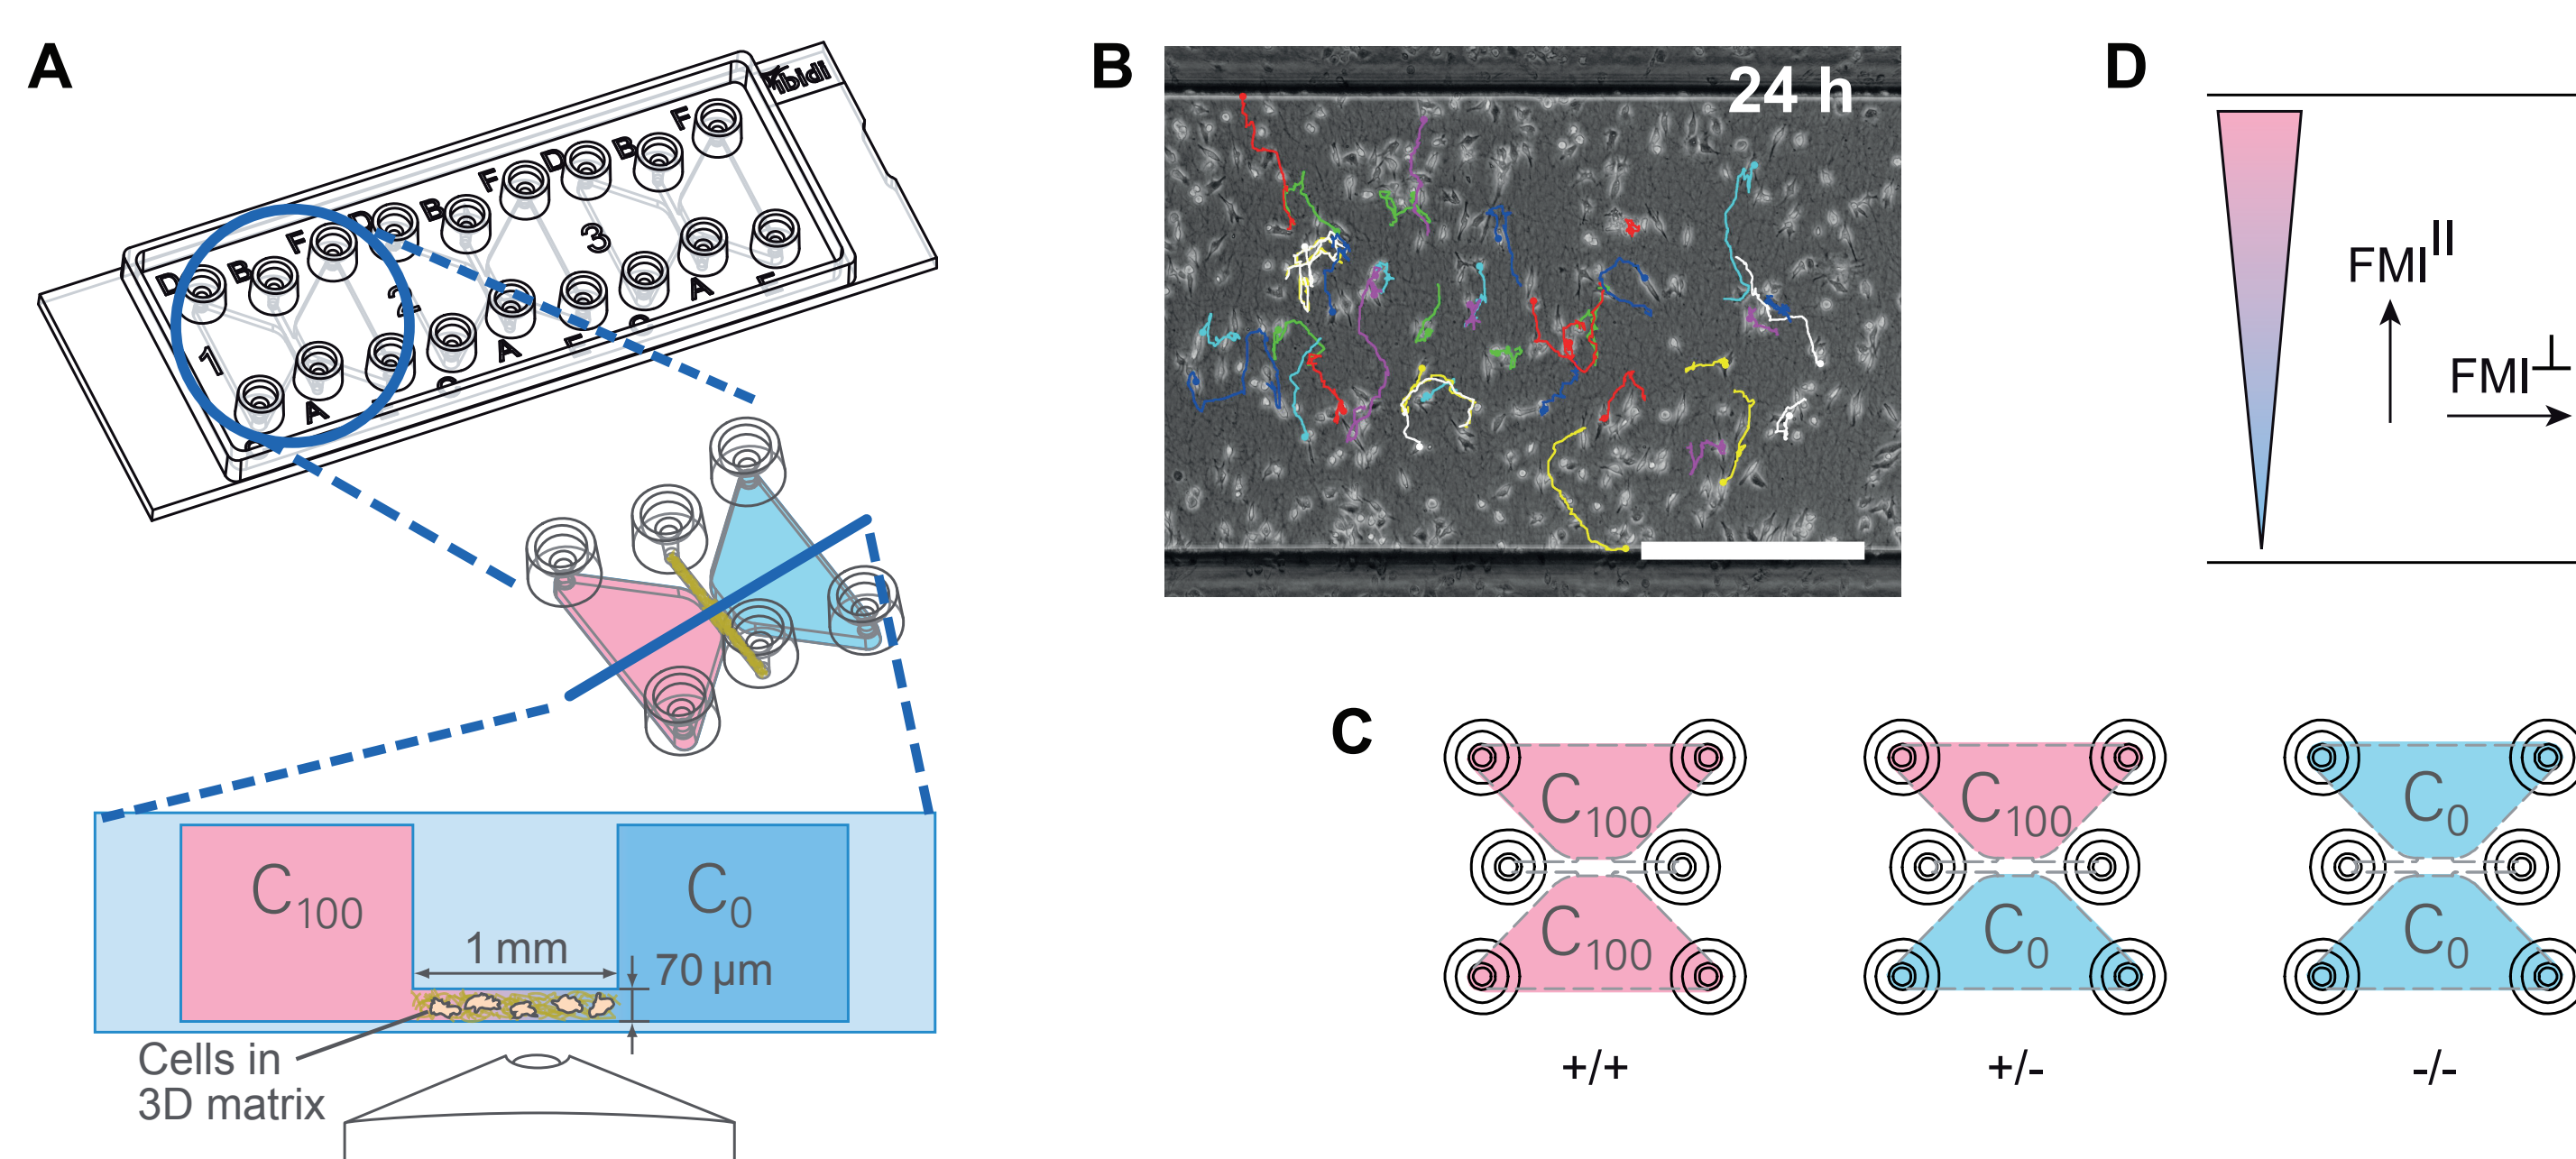 A
ibidi
F
B
D
F
B
D
F
B
D
3
2
1
A
E
A
E
A
C100
C0
1 mm
70 µm
Cells in
3D matrix
B
24 h
C
C100
C100
+/+
C100
C0
+/-
C0
C0
-/-
D
FMI||
FMI⊥